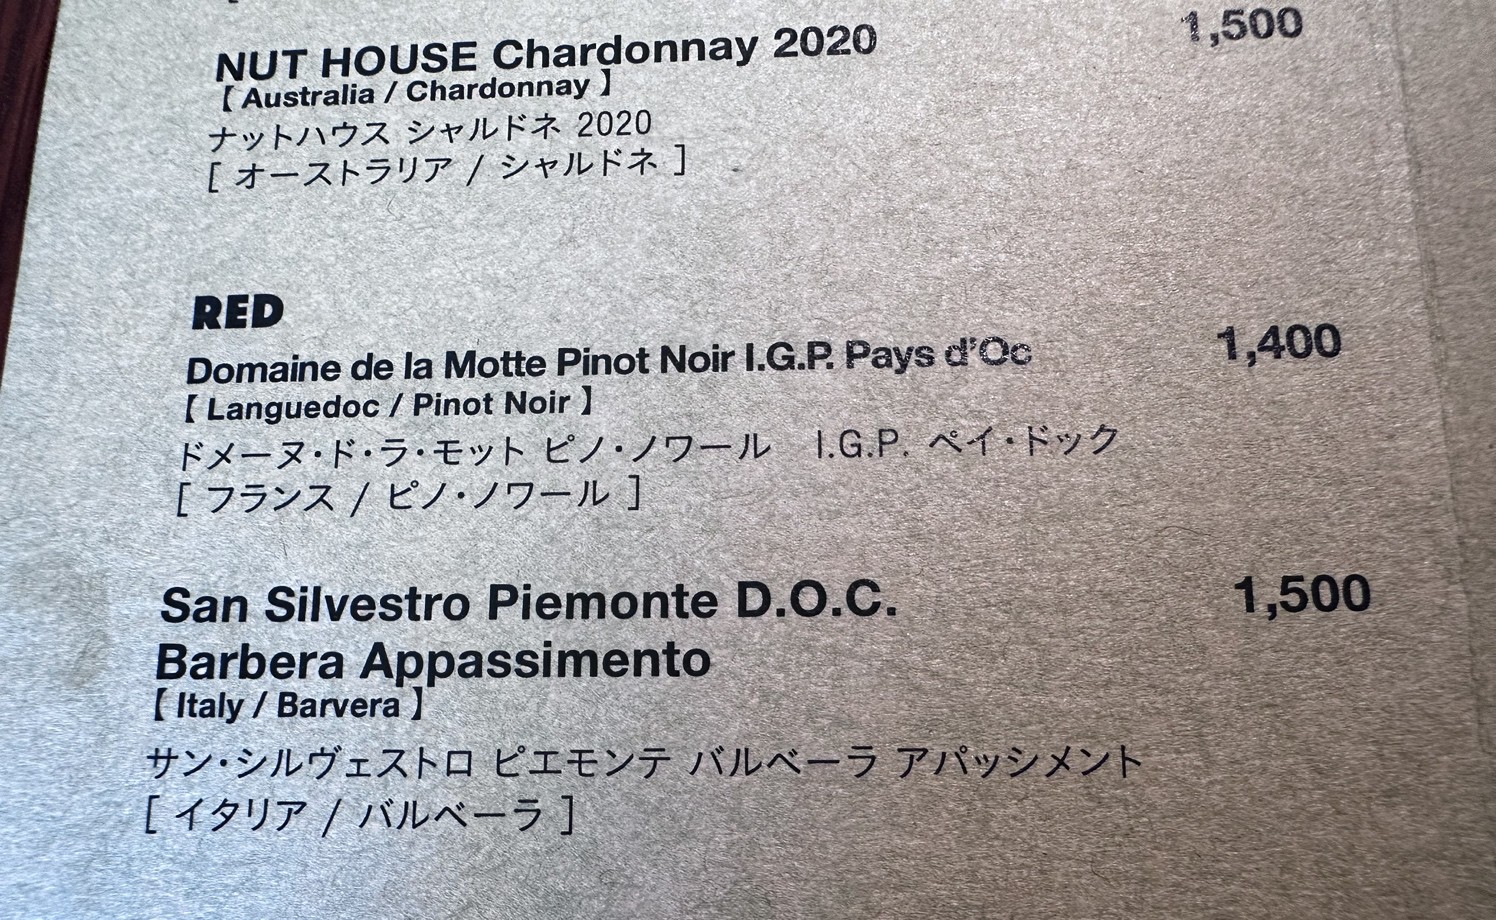 NUT HOUSE Chardonnay 2020 1,500
【 Australia / Chardonnay 】
ナットハウス シャルドネ 2020
[ オーストラリア / シャルドネ ]
RED
Domaine de la Motte Pinot Noir I.G.P. Pays d'Oc 1,400
【 Languedoc / Pinot Noir 】
ドメーヌ・ド・ラ・モット ピノ・ノワール　I.G.P. ペイ・ドック
[ フランス / ピノ・ノワール ]
San Silvestro Piemonte D.O.C. 1,500
Barbera Appassimento
【 Italy / Barvera 】
サン・シルヴェストロ ピエモンテ バルベーラ アパッシメント
[ イタリア / バルベーラ ]